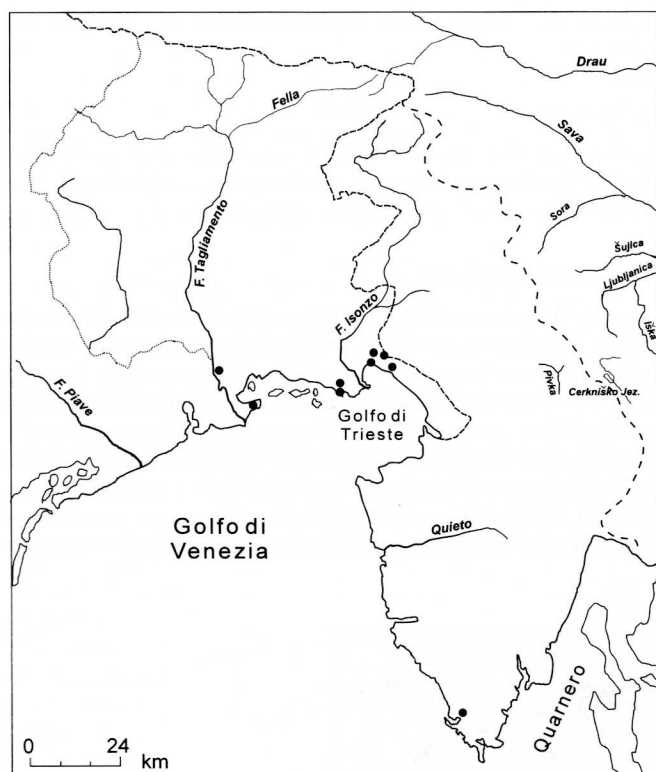 Drau
Fella
Sava
Sora
F. Tagliamento
Šujica
Ljubljanica
Iška
F. Isonzo
F. Piave
Pivka
Cerkniško Jez.
Golfo di
Trieste
Golfo di
Venezia
Quieto
Quarnero
0 24
km